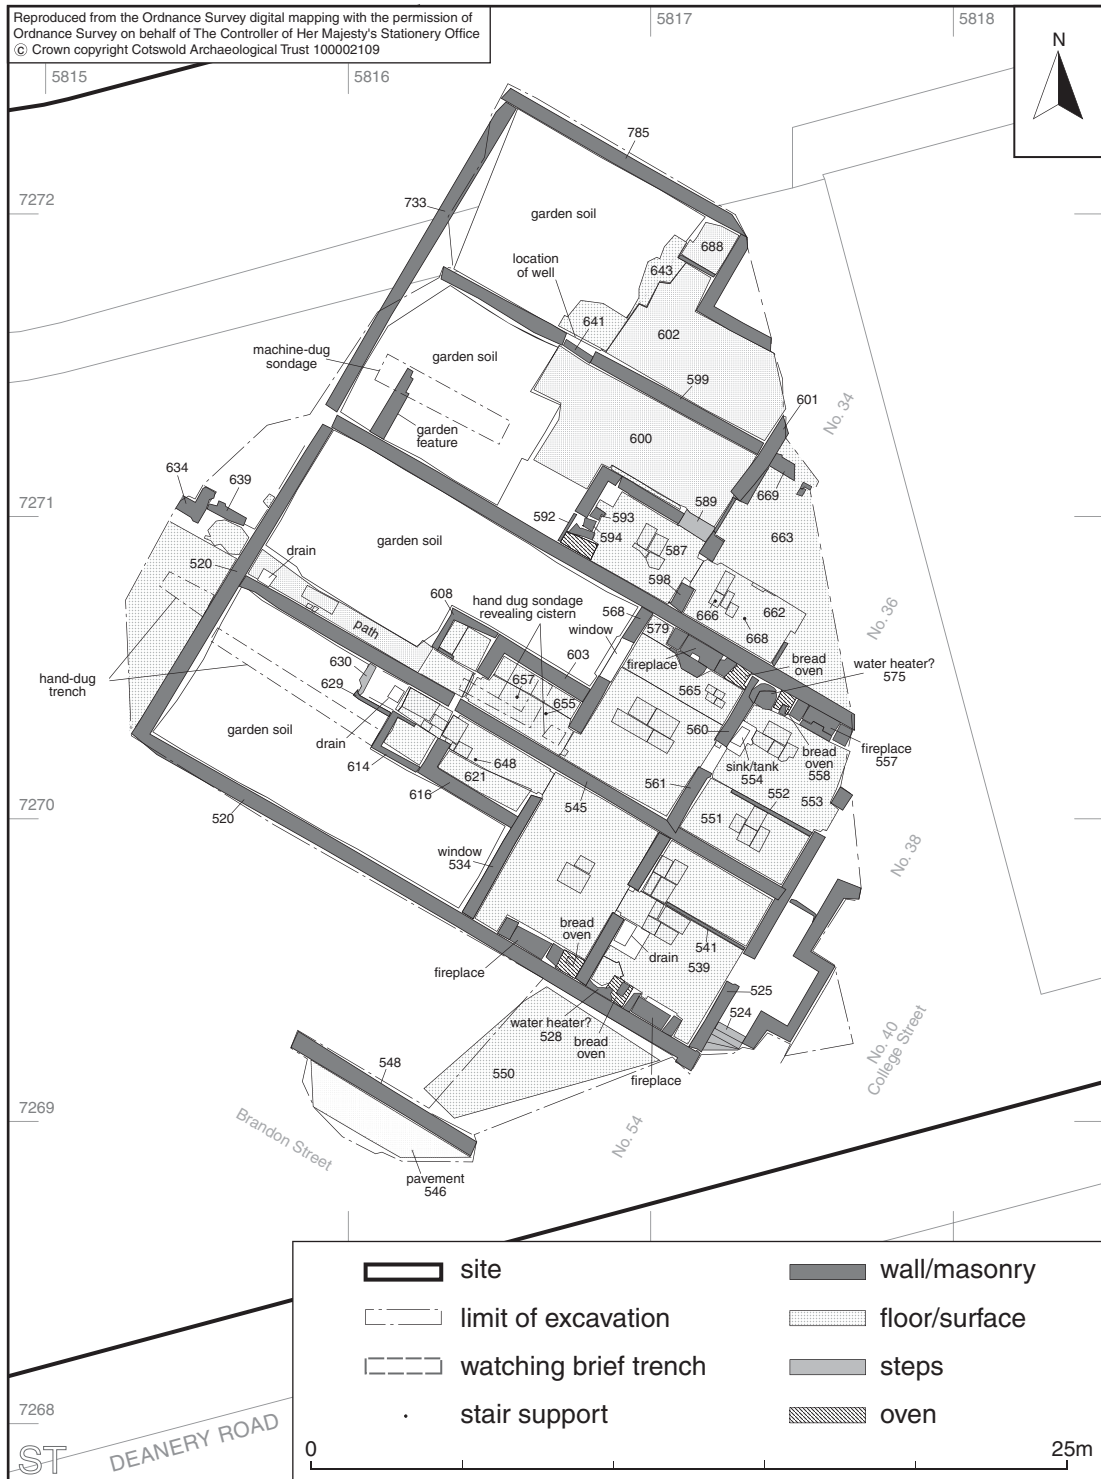 Reproduced from the Ordnance Survey digital mapping with the permission of
Ordnance Survey on behalf of The Controller of Her Majesty's Stationery Office
© Crown copyright Cotswold Archaeological Trust 100002109
5815
5816
5817
5818
N
785
7272
733
garden soil
688
location
of well
643
641
602
machine-dug
sondage
garden soil
599
601
No. 34
garden
feature
600
634
639
669
7271
592
593
589
594
587
663
520
drain
garden soil
608
hand dug sondage
revealing cistern
568
598
666
662
668
No. 36
path
window
579
603
fireplace
bread
oven
water heater?
575
630
629
657
655
565
hand-dug
trench
garden soil
drain
560
sink/tank
554
bread
oven
558
fireplace
557
614
648
621
616
545
561
552
553
551
7270
520
window
534
No. 38
bread
oven
541
drain
539
fireplace
525
524
water heater?
528
bread
oven
fireplace
No. 40
College Street
548
550
7269
Brandon Street
No. 54
pavement
546
site
wall/masonry
limit of excavation
floor/surface
watching brief trench
steps
stair support
oven
7268
ST
DEANERY ROAD
0
25m